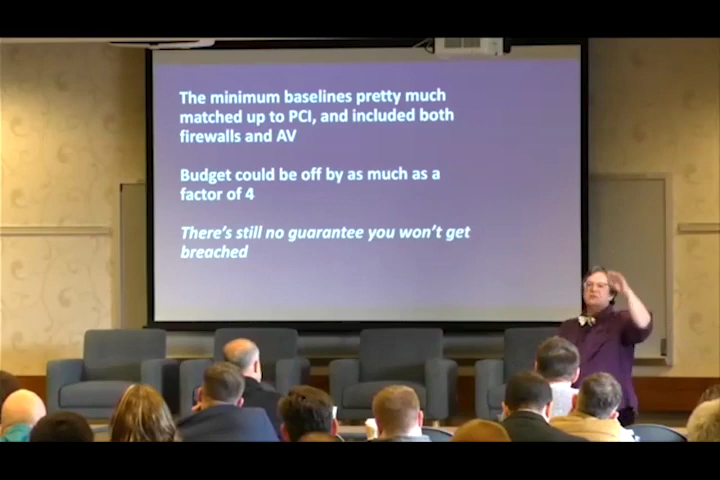 The minimum baselines pretty much
matched up to PCI, and included both
firewalls and AV
Budget could be off by as much as a
factor of 4
There's still no guarantee you won't get
breached